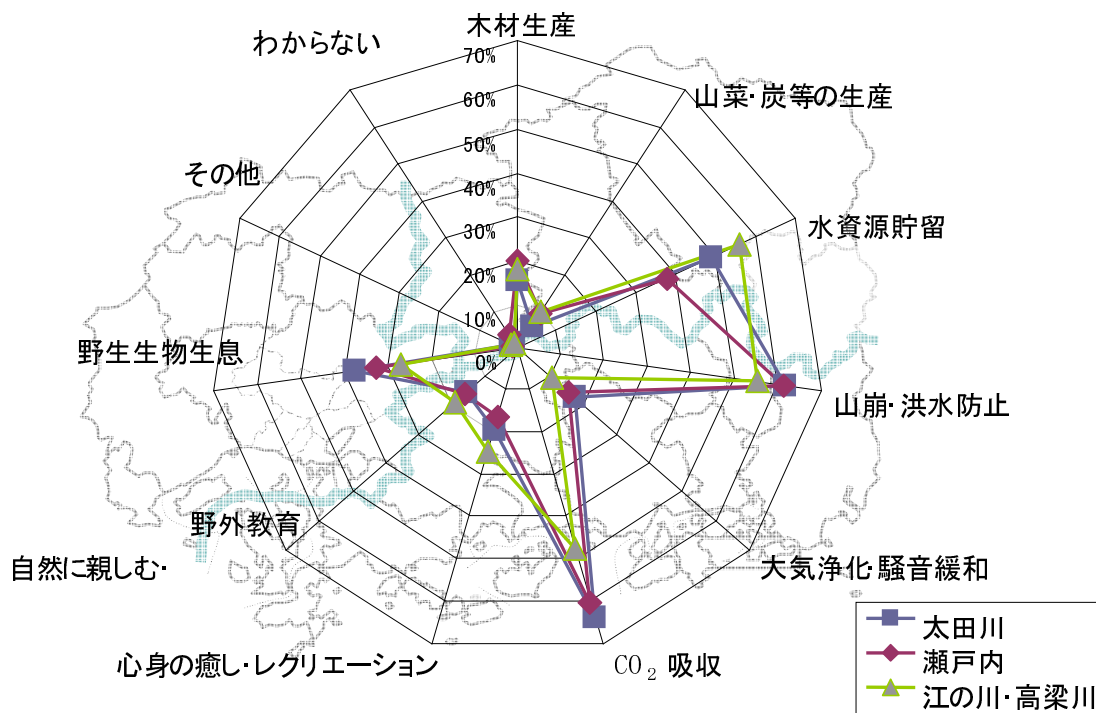 木材生産
わからない
70%
60%
50%
40%
30%
20%
10%
0%
山菜・炭等の生産
その他
水資源貯留
野生生物生息
山崩・洪水防止
野外教育
自然に親しむ・
大気浄化・騒音緩和
心身の癒し・レクリエーション
CO₂ 吸収
太田川
瀬戸内
江の川・高梁川